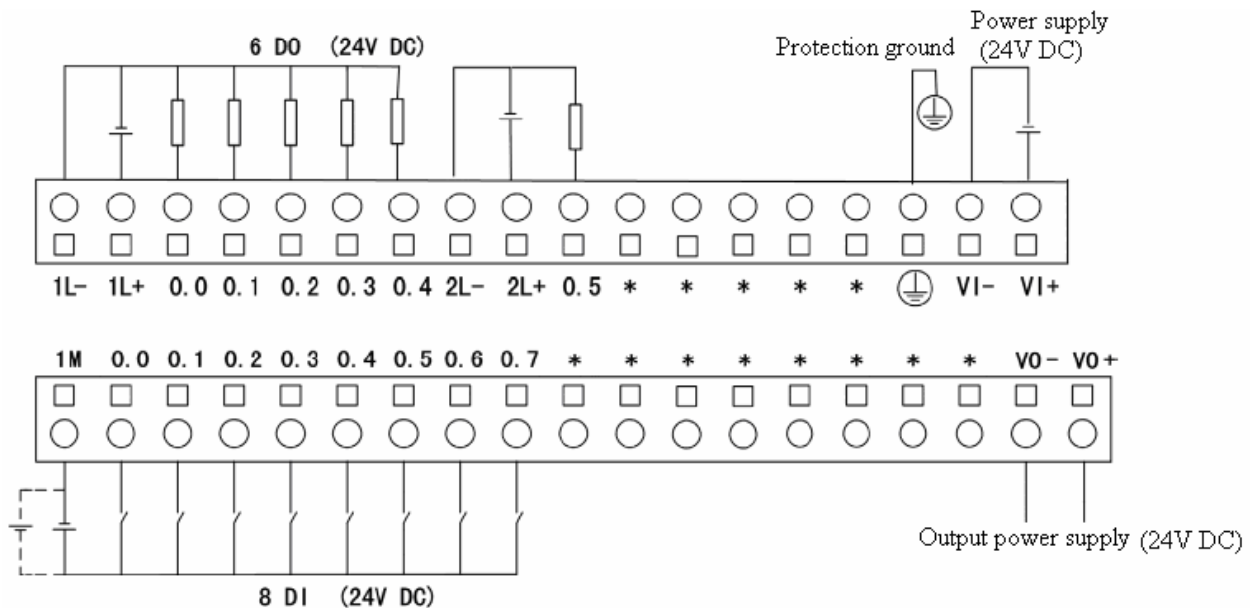 6 DO (24V DC)
Protection ground
Power supply
(24V DC)
1L- 1L+ 0.0 0.1 0.2 0.3 0.4 2L- 2L+ 0.5 * * * * * VI- VI+
1M 0.0 0.1 0.2 0.3 0.4 0.5 0.6 0.7 * * * * * * * * VO- VO+
Output power supply (24V DC)
8 DI (24V DC)